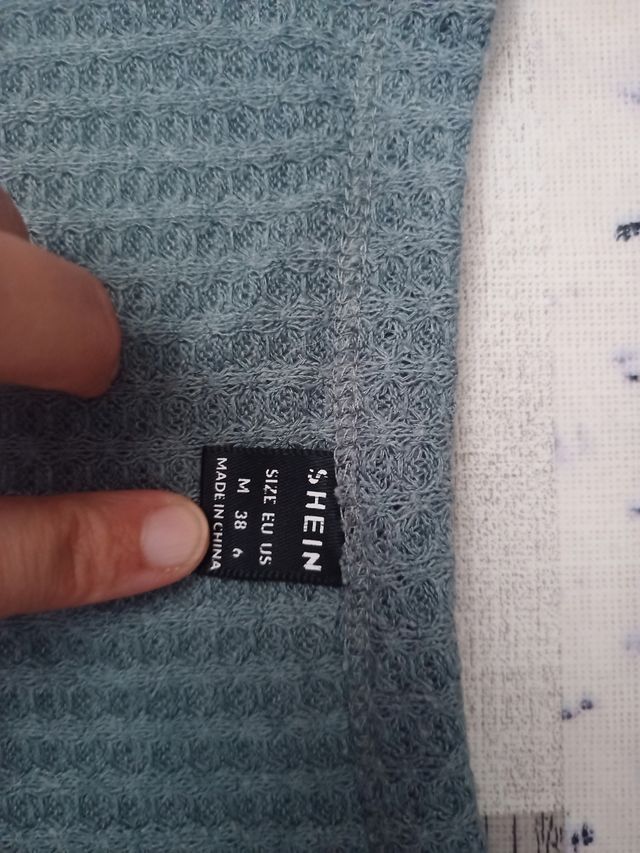 SHEIN
SIZE EU US
M 38 6
MADE IN CHINA